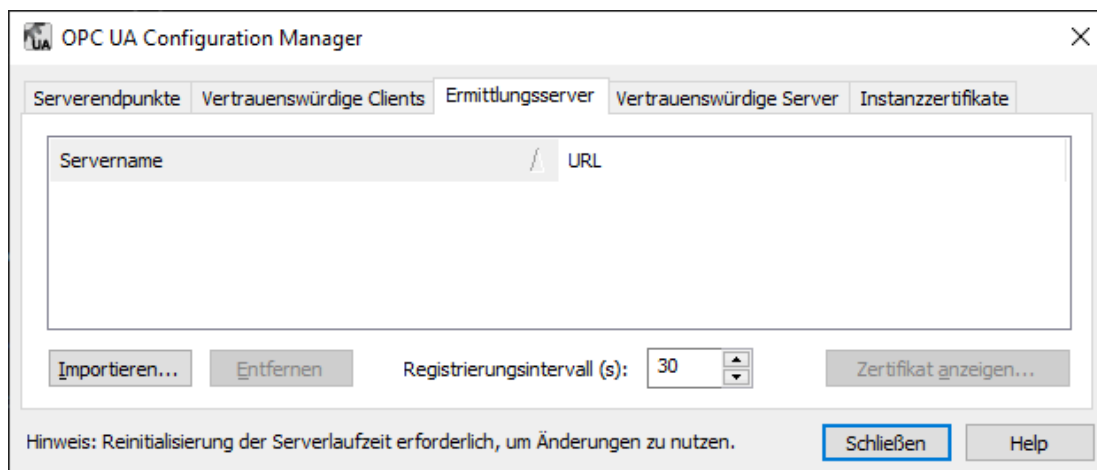 UA OPC UA Configuration Manager
Serverendpunkte Vertrauenswürdige Clients Ermittlungsserver Vertrauenswürdige Server Instanzzertifikate
Servername URL
Importieren... Entfernen Registrierungsintervall (s): 30 Zertifikat anzeigen...
Hinweis: Reinitialisierung der Serverlaufzeit erforderlich, um Änderungen zu nutzen. Schließen Help